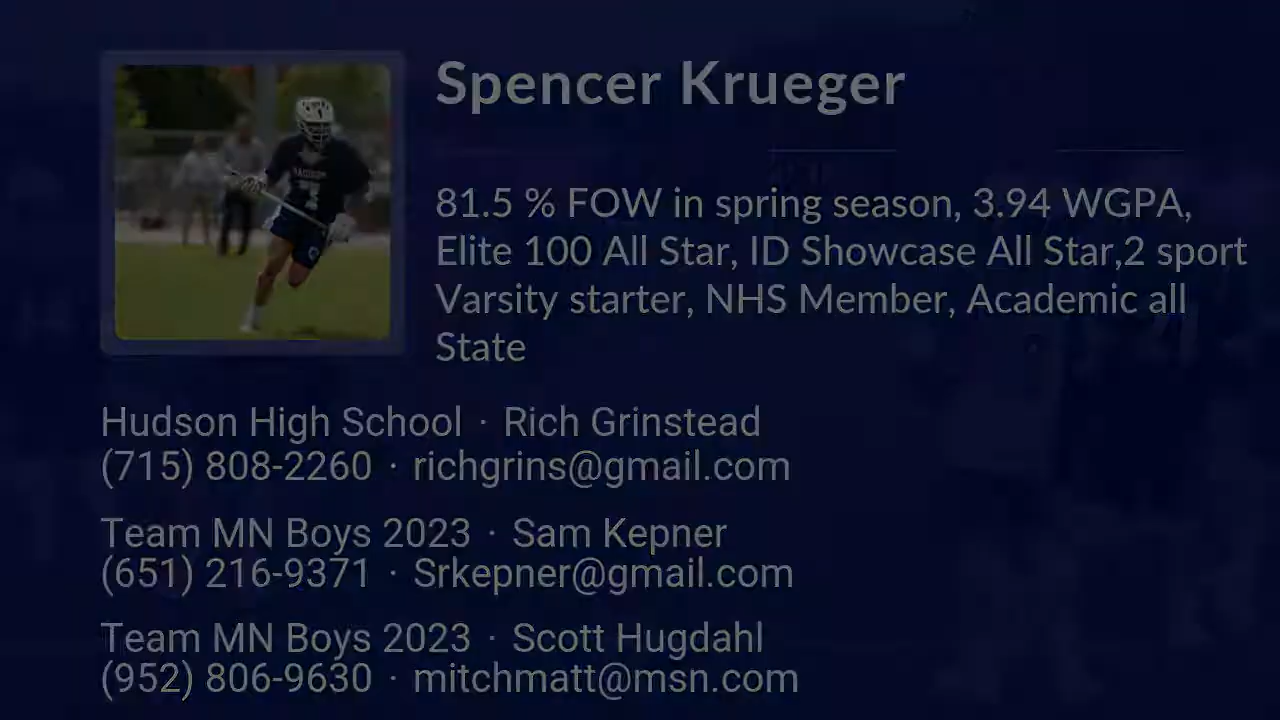 Spencer Krueger
81.5 % FOW in spring season, 3.94 WGPA,
Elite 100 All Star, ID Showcase All Star,2 sport
Varsity starter, NHS Member, Academic all
State
Hudson High School · Rich Grinstead
(715) 808-2260 · richgrins@gmail.com
Team MN Boys 2023 · Sam Kepner
(651) 216-9371 · Srkepner@gmail.com
Team MN Boys 2023 · Scott Hugdahl
(952) 806-9630 · mitchmatt@msn.com